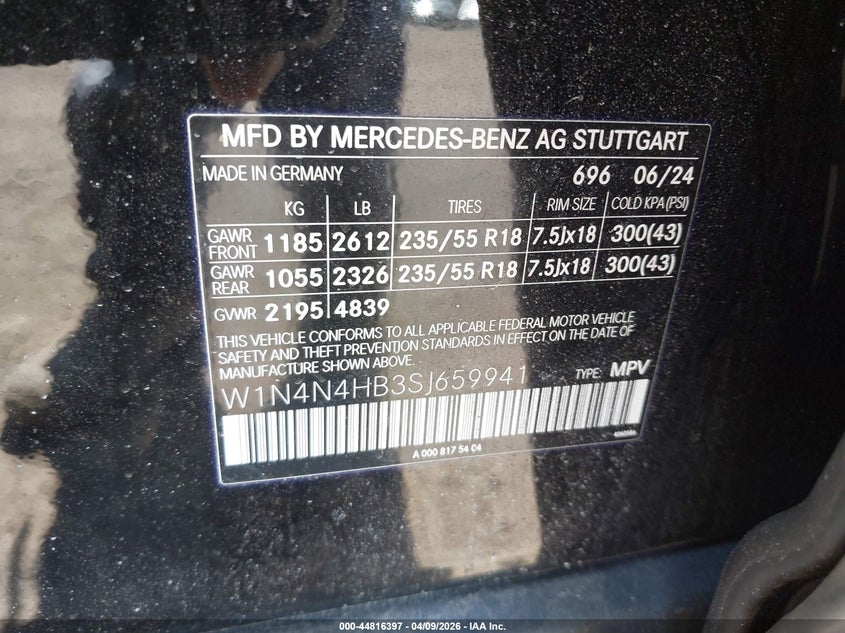 MFD BY MERCEDES-BENZ AG STUTTGART
MADE IN GERMANY 696 06/24
KG LB TIRES RIM SIZE COLD KPA (PSI)
GAWR FRONT 1185 2612 235/55 R18 7.5Jx18 300(43)
GAWR REAR 1055 2326 235/55 R18 7.5Jx18 300(43)
GVWR 2195 4839
THIS VEHICLE CONFORMS TO ALL APPLICABLE FEDERAL MOTOR VEHICLE
SAFETY AND THEFT PREVENTION STANDARDS IN EFFECT ON THE DATE OF
MANUFACTURE SHOWN ABOVE.
W1N4N4HB3SJ659941 TYPE: MPV
A 000 817 54 04
000-44816397 - 04/09/2026 - IAA Inc.